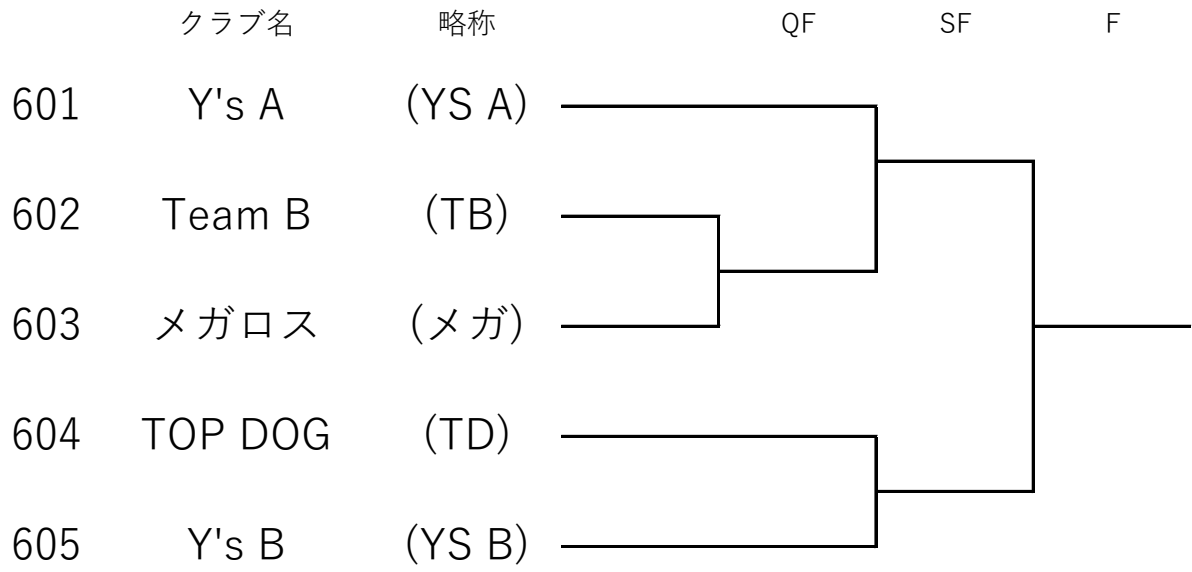 クラブ名 略称 QF SF F
601 Y's A (YS A)
602 Team B (TB)
603 メガロス (メガ)
604 TOP DOG (TD)
605 Y's B (YS B)